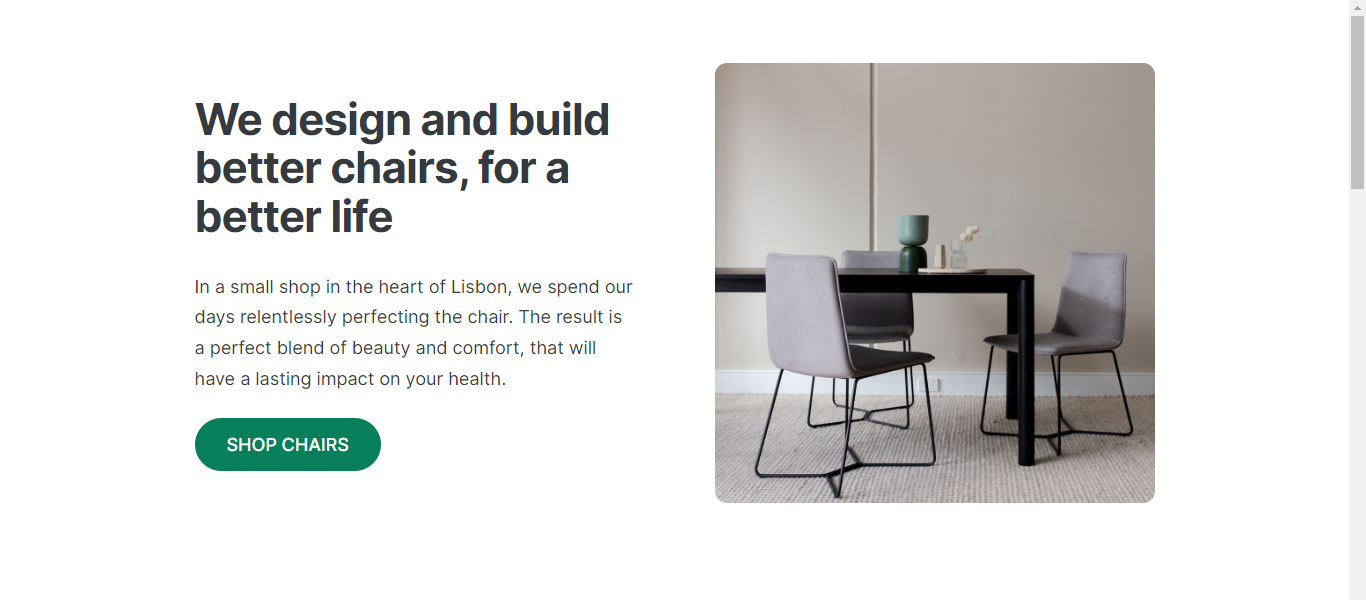 We design and build
better chairs, for a
better life
In a small shop in the heart of Lisbon, we spend our
days relentlessly perfecting the chair. The result is
a perfect blend of beauty and comfort, that will
have a lasting impact on your health.
SHOP CHAIRS